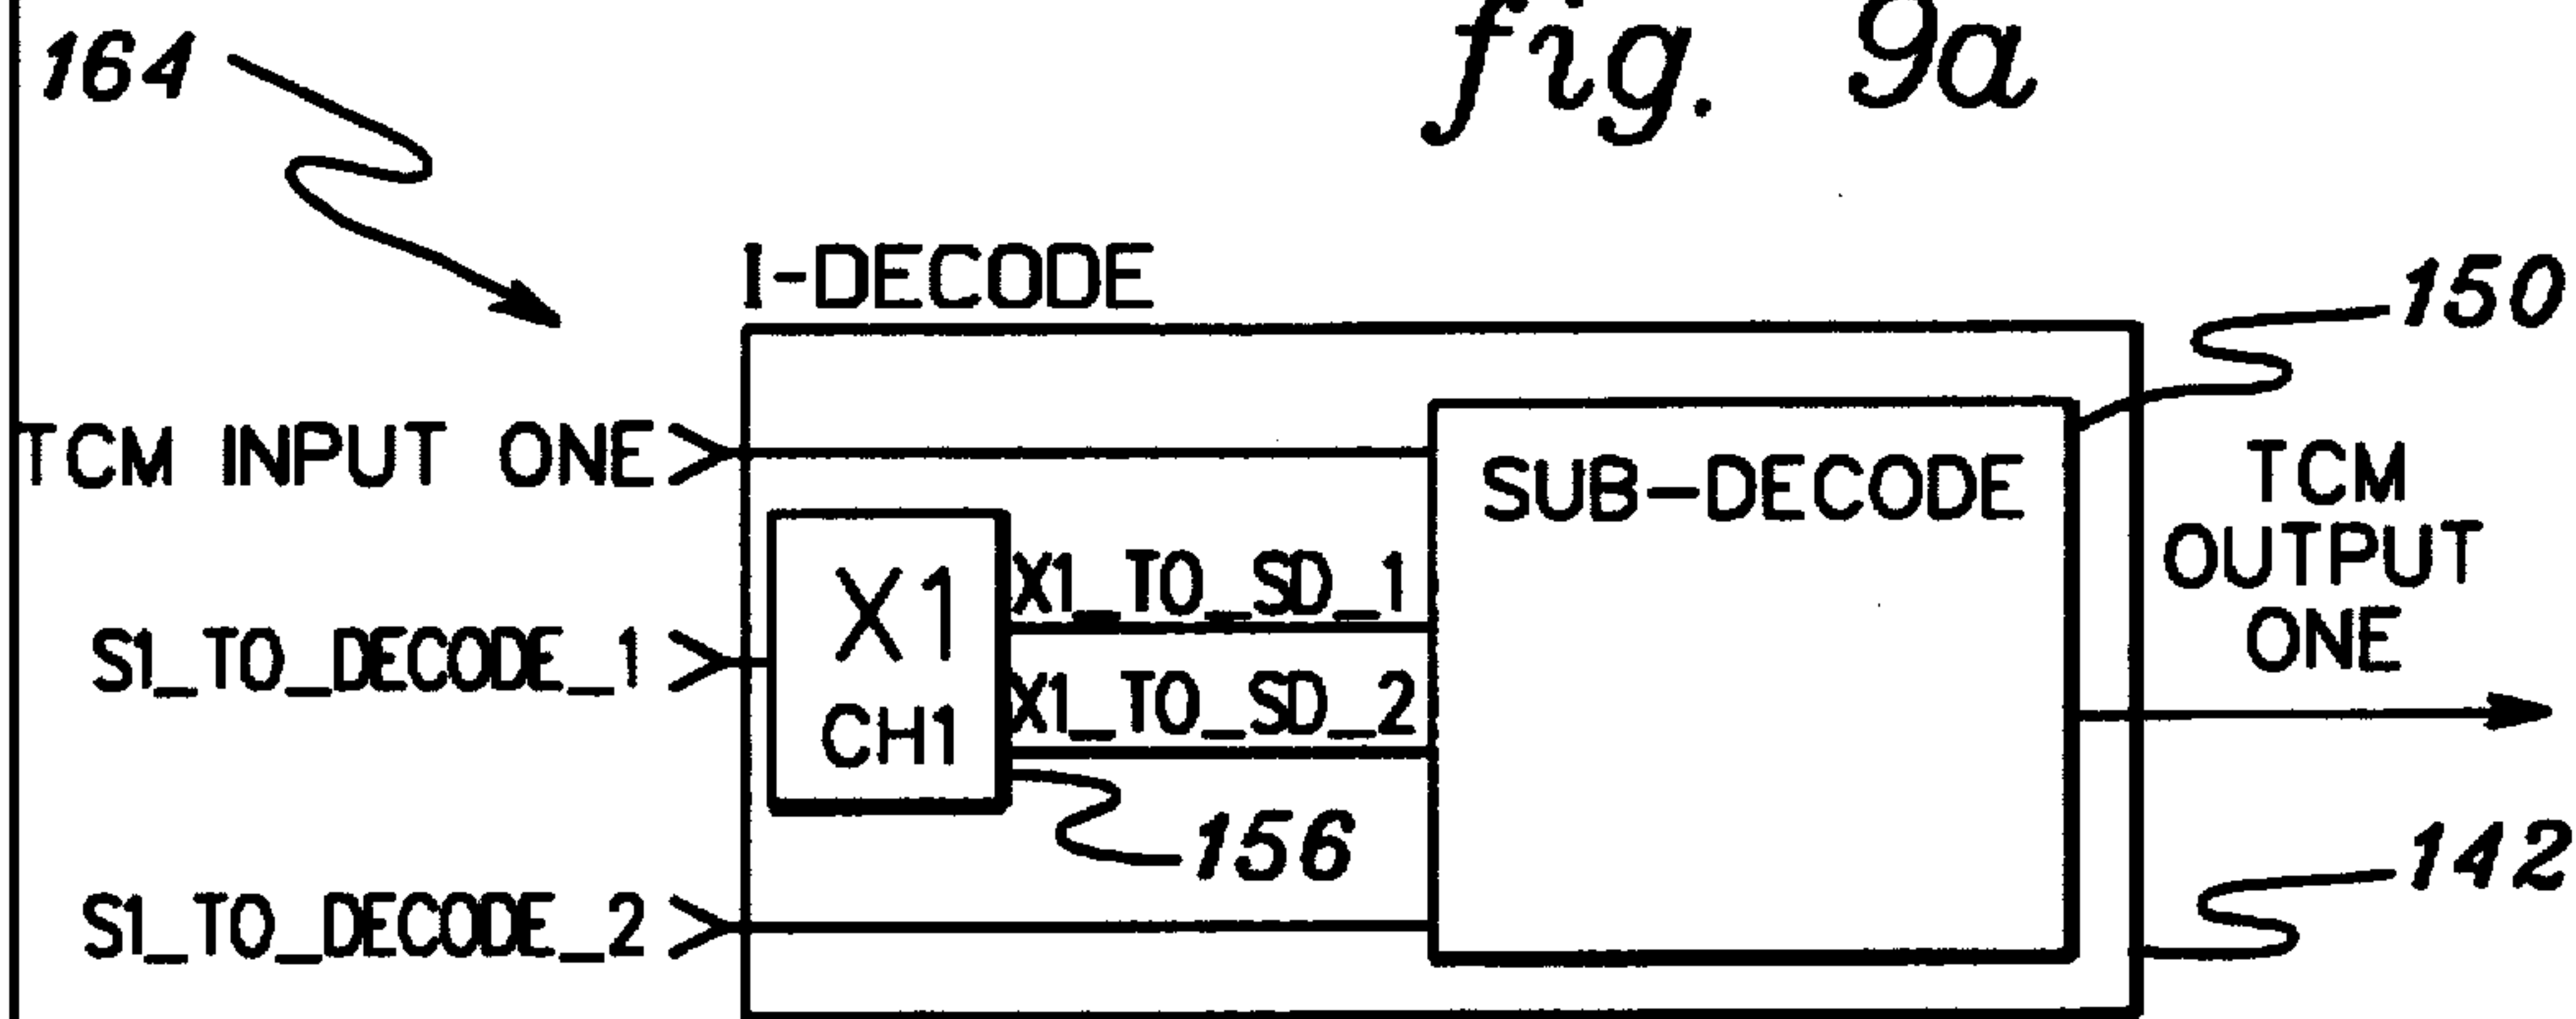 fig. 9a
164
I-DECODE
150
TCM INPUT ONE
SUB-DECODE
TCM
OUTPUT
ONE
X1
CH1
X1_TO_SD_1
S1_TO_DECODE_1
X1_TO_SD_2
156
142
S1_TO_DECODE_2